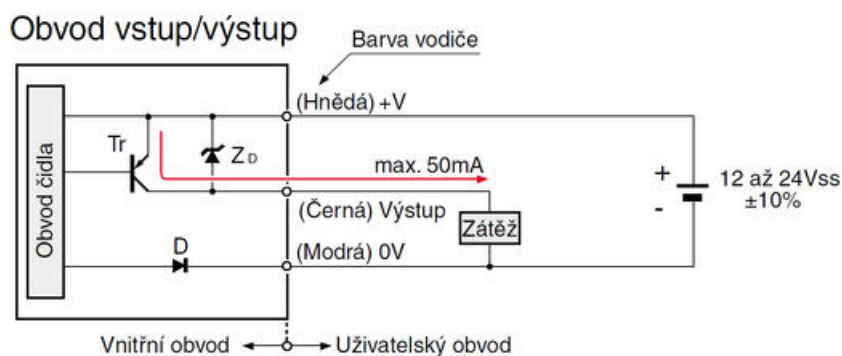 Obvod vstup/výstup
Barva vodiče
(Hnědá) +V
Tr
ZD
max. 50mA
Obvod čidla
(Černá) Výstup
Zátěž
+
-
12 až 24Vss
±10%
D
(Modrá) 0V
Vnitřní obvod
Uživatelský obvod